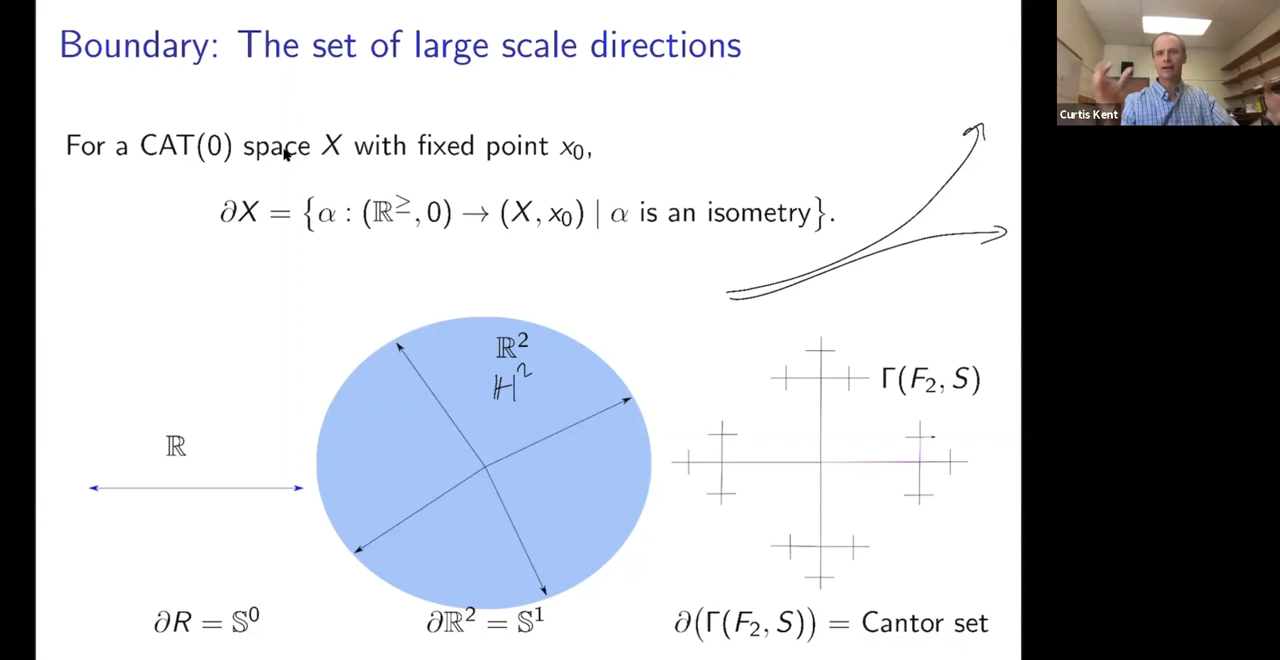 Boundary: The set of large scale directions
Curtis Kent
For a CAT(0) space X with fixed point x₀,
∂X = {α : (ℝ^≥, 0) → (X, x₀) | α is an isometry}.
ℝ²
ℍ²
Γ(F₂, S)
ℝ
∂R = 𝕊⁰
∂ℝ² = 𝕊¹
∂(Γ(F₂, S)) = Cantor set